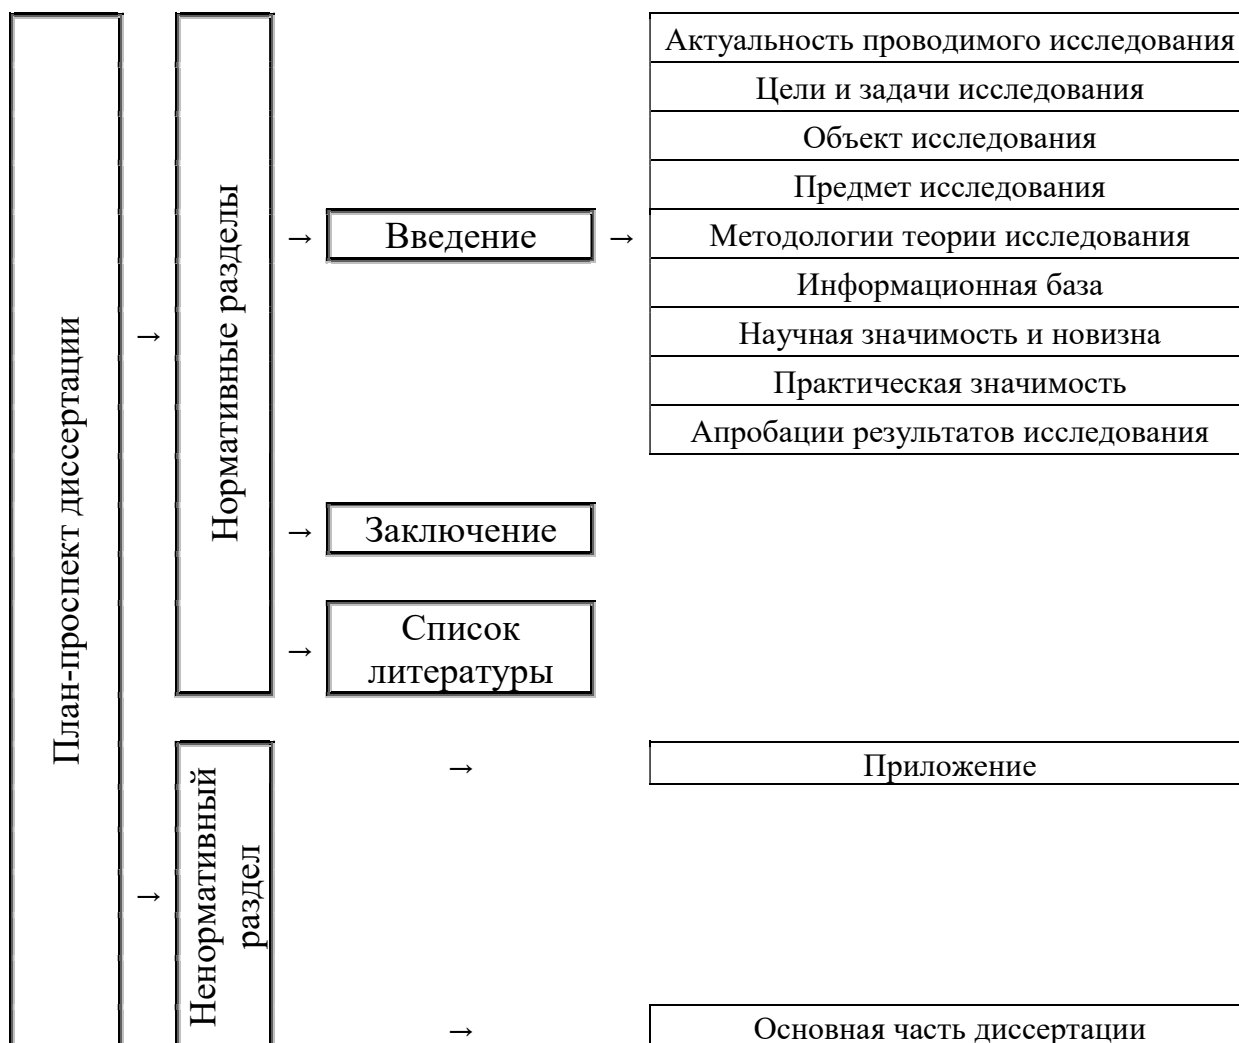 План-проспект диссертации
Нормативные разделы
→
→
Введение
→
Актуальность проводимого исследования
Цели и задачи исследования
Объект исследования
Предмет исследования
Методологии теории исследования
Информационная база
Научная значимость и новизна
Практическая значимость
Апробации результатов исследования
→
Заключение
→
Список
литературы
→
Ненормативный
раздел
→
Приложение
→
Основная часть диссертации